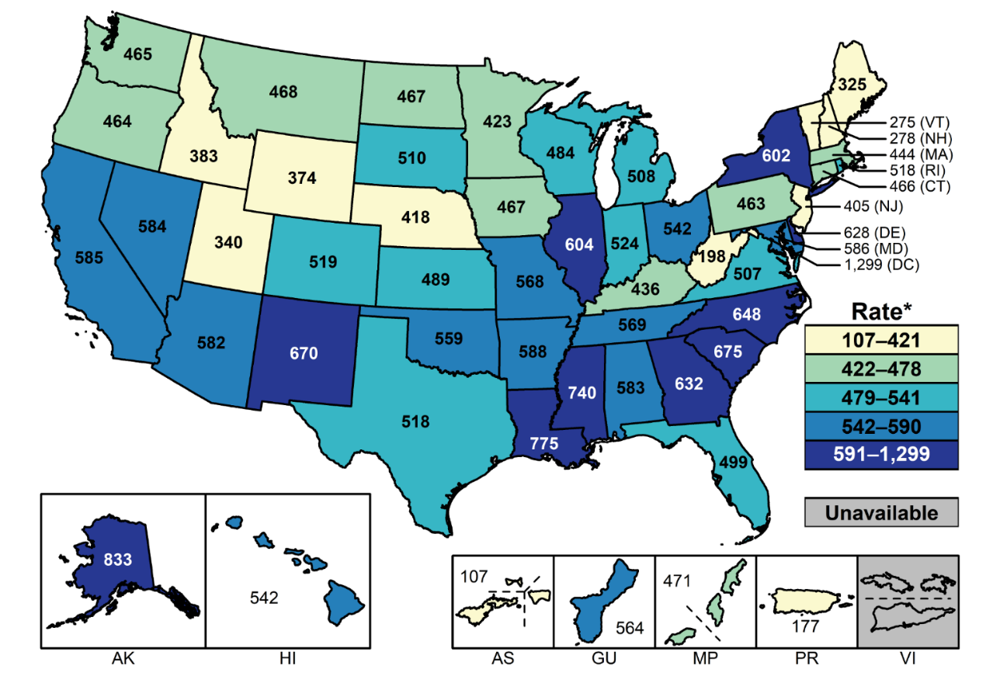 465
468
467
423
464
383
374
510
484
508
325
275 (VT)
278 (NH)
444 (MA)
518 (RI)
466 (CT)
602
463
405 (NJ)
628 (DE)
586 (MD)
1,299 (DC)
585
584
340
519
418
467
604
524
542
198
507
489
568
436
582
670
559
588
569
648
675
740
583
632
518
775
499
Rate*
107–421
422–478
479–541
542–590
591–1,299
Unavailable
833
542
107
564
471
177
AK
HI
AS
GU
MP
PR
VI